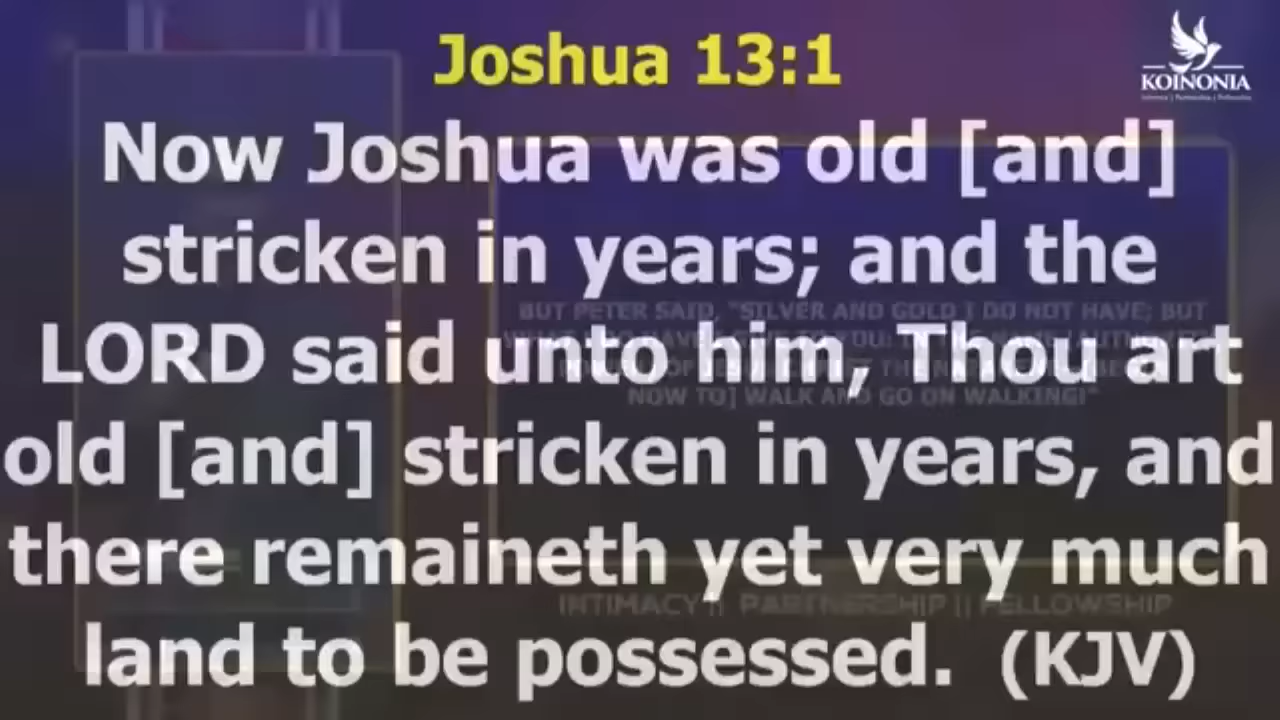 Joshua 13:1
KOINONIA
Now Joshua was old [and]
stricken in years; and the
LORD said unto him, Thou art
old [and] stricken in years, and
there remaineth yet very much
land to be possessed. (KJV)
BUT PETER SAID, "SILVER AND GOLD I DO NOT HAVE; BUT
NOW TO] WALK AND GO ON WALKING!"
INTIMACY || PARTNERSHIP || FELLOWSHIP